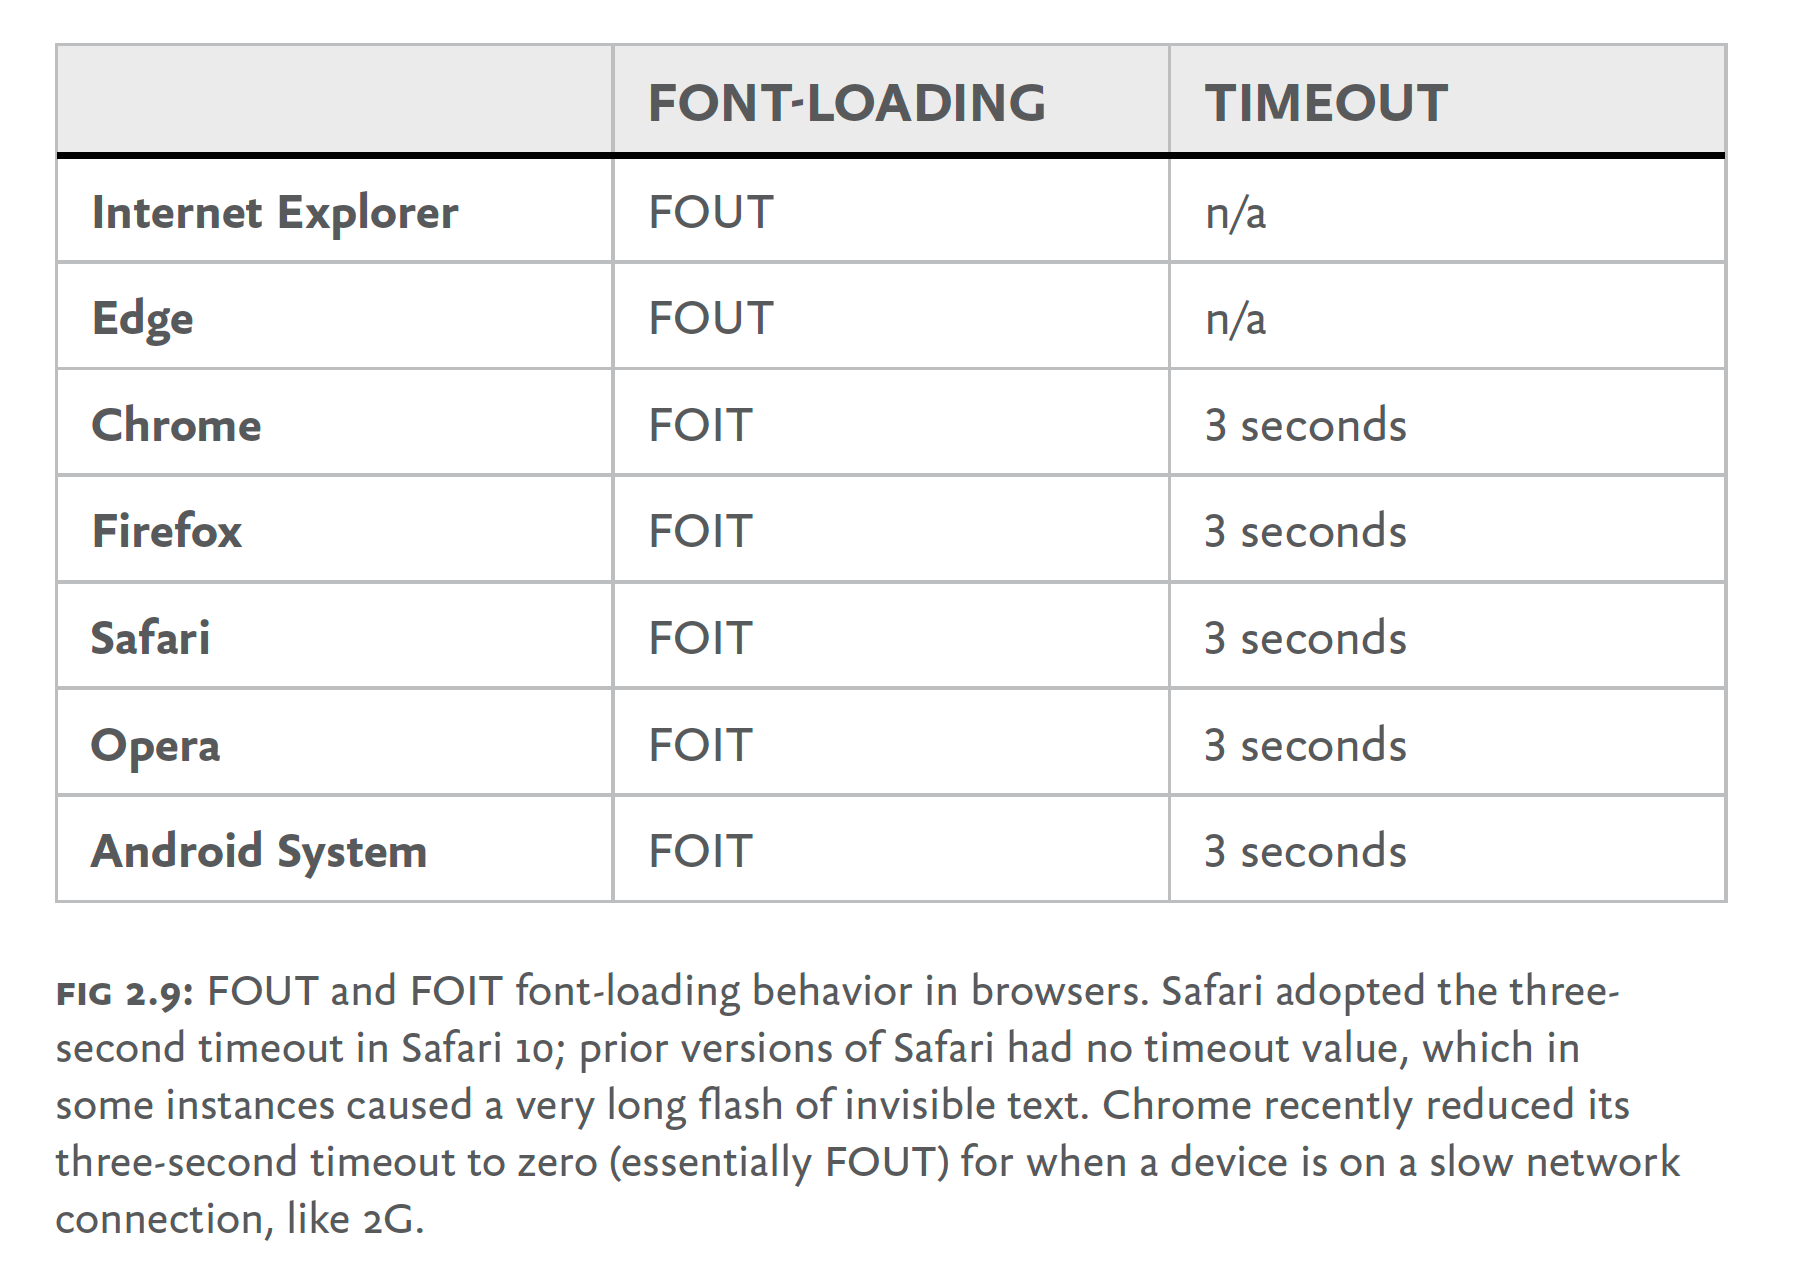 FONT-LOADING TIMEOUT
Internet Explorer FOUT n/a
Edge FOUT n/a
Chrome FOIT 3 seconds
Firefox FOIT 3 seconds
Safari FOIT 3 seconds
Opera FOIT 3 seconds
Android System FOIT 3 seconds
FIG 2.9: FOUT and FOIT font-loading behavior in browsers. Safari adopted the three-
second timeout in Safari 10; prior versions of Safari had no timeout value, which in
some instances caused a very long flash of invisible text. Chrome recently reduced its
three-second timeout to zero (essentially FOUT) for when a device is on a slow network
connection, like 2G.